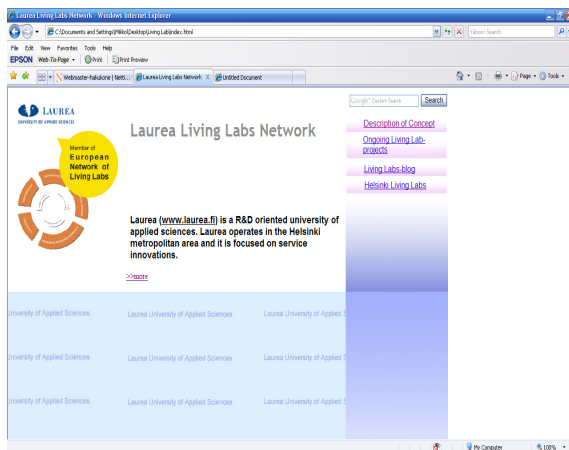 Laurea Living Labs Network - Windows Internet Explorer
C:\Documents and Settings\Mikko\Desktop\Living Lab\index.html
Yahoo! Search
File Edit View Favorites Tools Help
EPSON Web-To-Page Print Print Preview
Webmaster-hakukone | Netti... Laurea Living Labs Network Untitled Document
Page Tools
Google™ Custom Search Search
LAUREA
UNIVERSITY OF APPLIED SCIENCES
Member of
European
Network of
Living Labs
Laurea Living Labs Network
Description of Concept
Ongoing Living Lab-
projects
Living Labs-blog
Helsinki Living Labs
Laurea (www.laurea.fi) is a R&D oriented university of
applied sciences. Laurea operates in the Helsinki
metropolitan area and it is focused on service
innovations.
>>more
University of Applied Sciences Laurea University of Applied Sciences Laurea University of Applied S
University of Applied Sciences Laurea University of Applied Sciences Laurea University of Applied S
University of Applied Sciences Laurea University of Applied Sciences Laurea University of Applied S
My Computer 100%